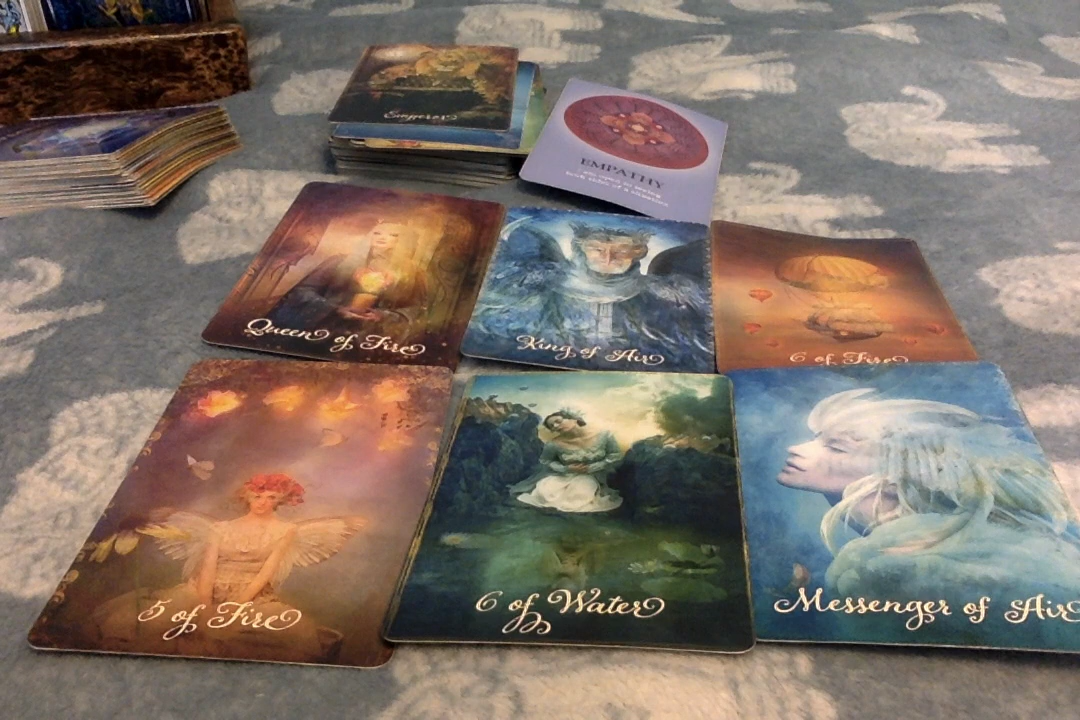 Empress
EMPATHY
Queen of Fire
King of Air
6 of Fire
5 of Fire
6 of Water
Messenger of Air